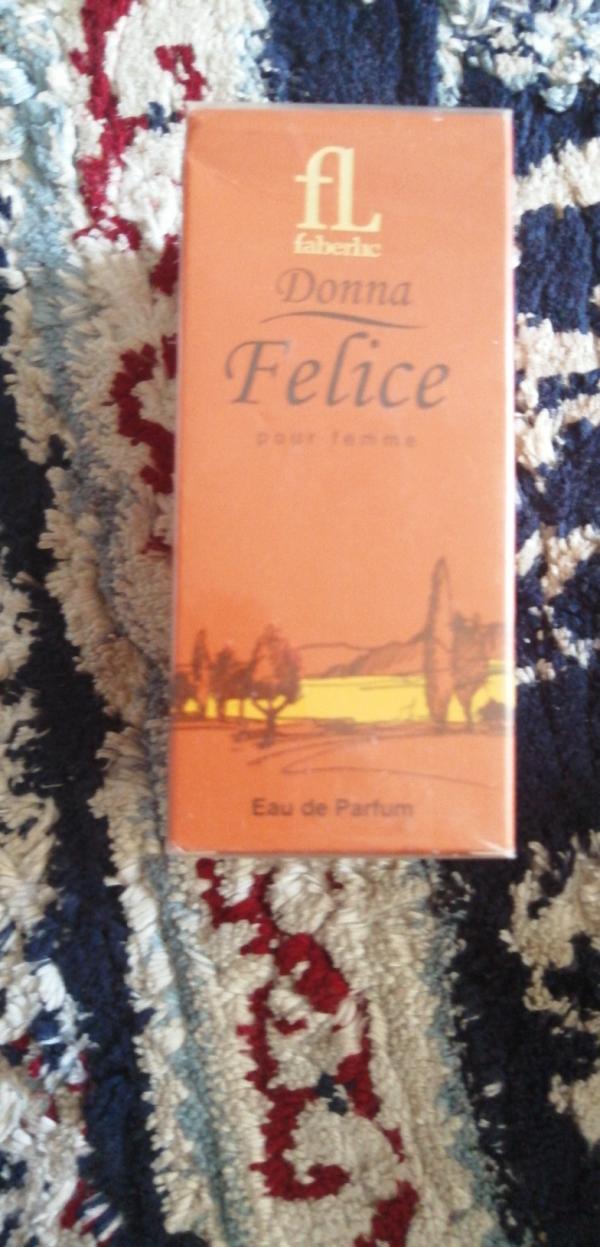 fL
faberlic
Donna
Felice
pour femme
Eau de Parfum